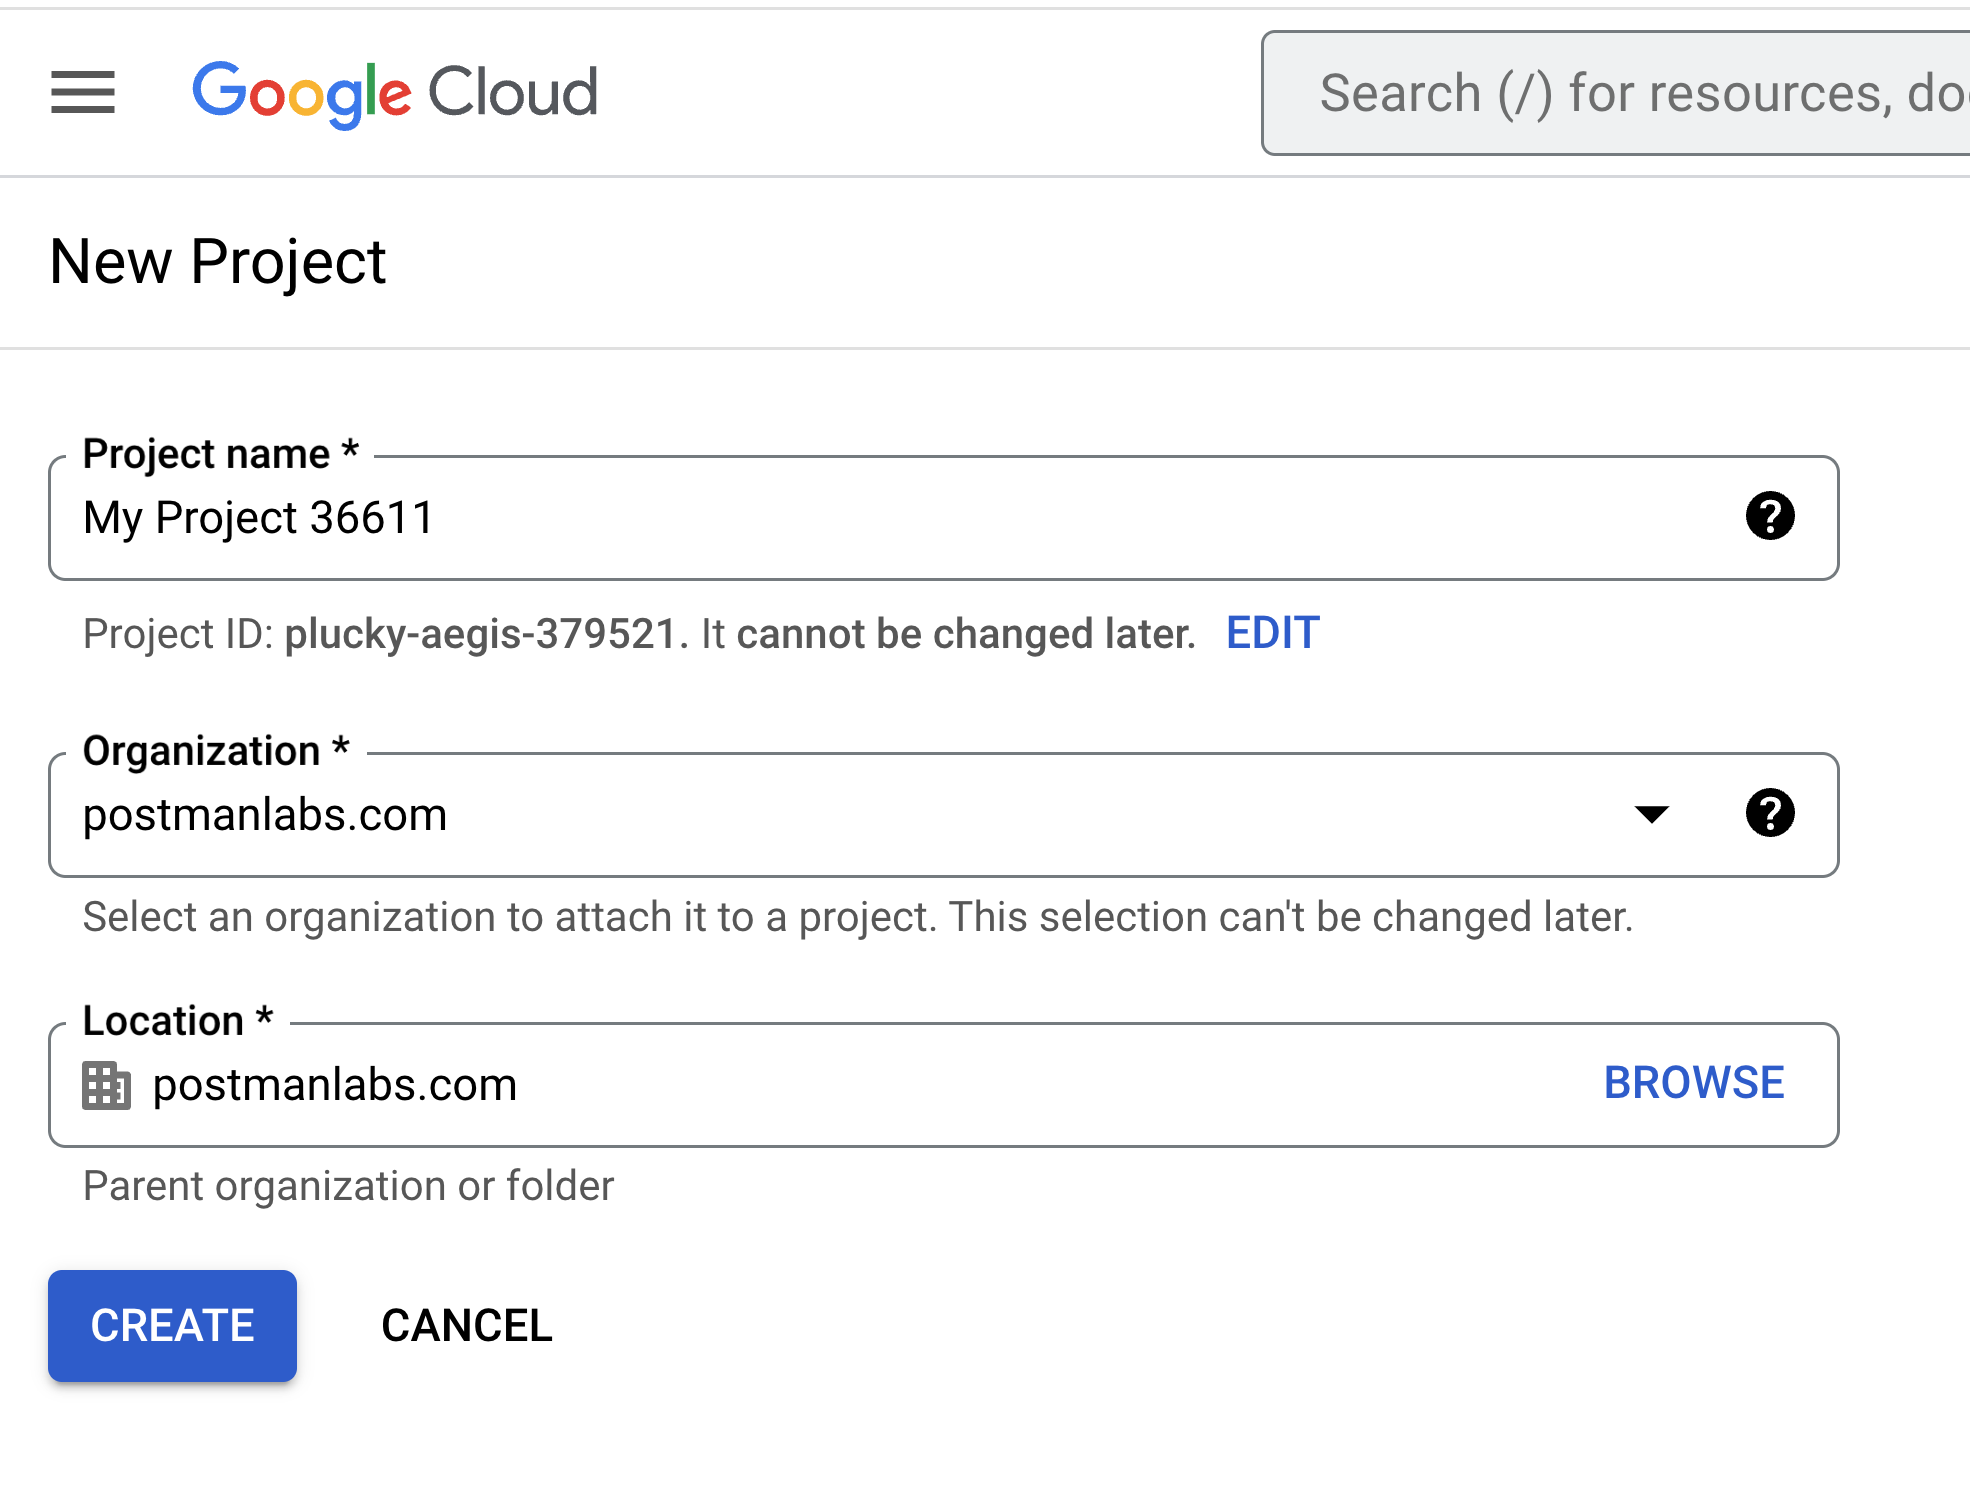 Google Cloud
Search (/) for resources, do
New Project
Project name *
My Project 36611
Project ID: plucky-aegis-379521. It cannot be changed later. EDIT
Organization *
postmanlabs.com
Select an organization to attach it to a project. This selection can't be changed later.
Location *
postmanlabs.com BROWSE
Parent organization or folder
CREATE CANCEL